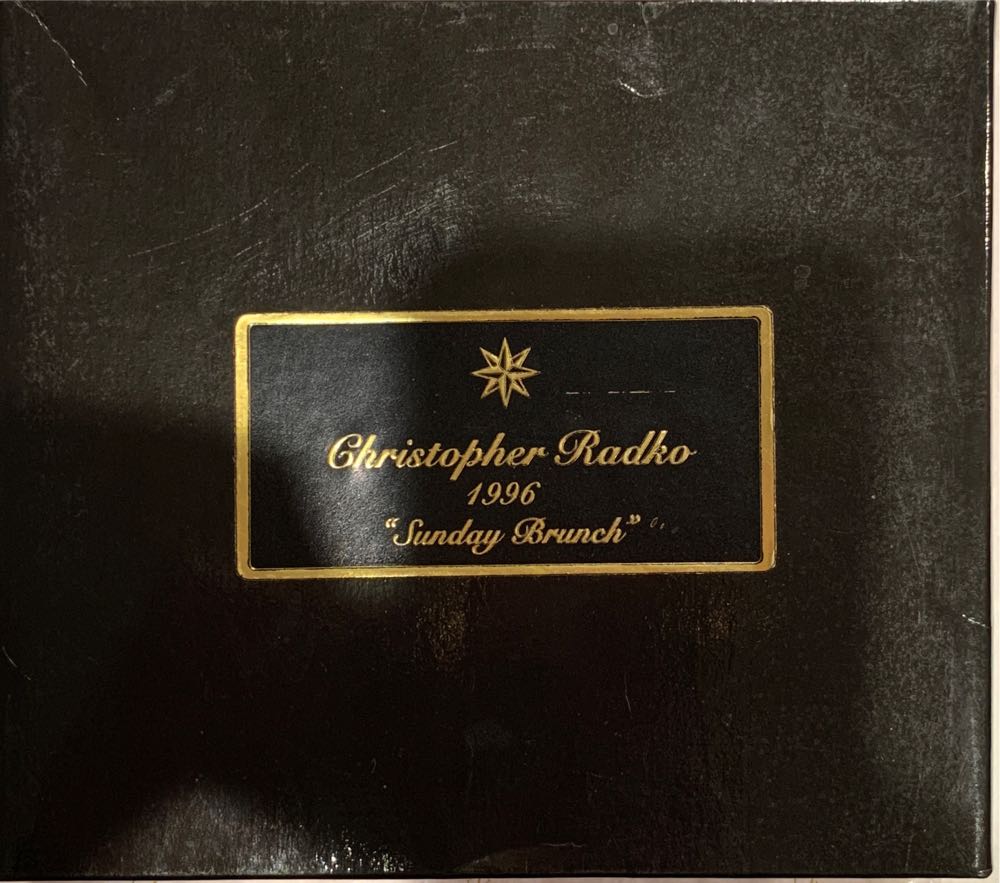 Christopher Radko
1996
“Sunday Brunch”